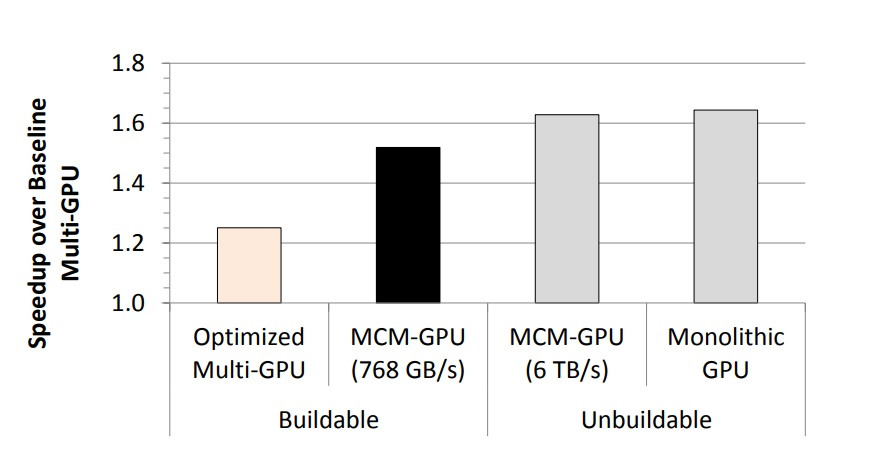 Speedup over Baseline
Multi-GPU
1.8
1.6
1.4
1.2
1.0
Optimized
Multi-GPU
MCM-GPU
(768 GB/s)
MCM-GPU
(6 TB/s)
Monolithic
GPU
Buildable
Unbuildable